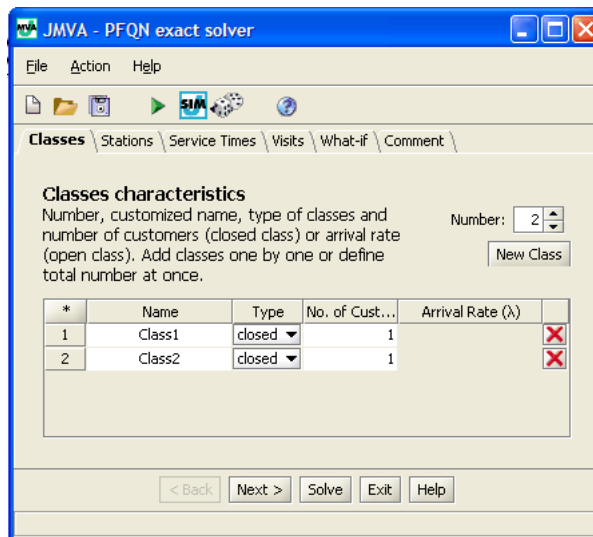 MVA JMVA - PFQN exact solver
File Action Help
SIM ?
Classes Stations Service Times Visits What-if Comment
Classes characteristics
Number, customized name, type of classes and
number of customers (closed class) or arrival rate
(open class). Add classes one by one or define
total number at once.
Number: 2
New Class
* Name Type No. of Cust... Arrival Rate (λ)
1 Class1 closed 1
2 Class2 closed 1
< Back Next > Solve Exit Help